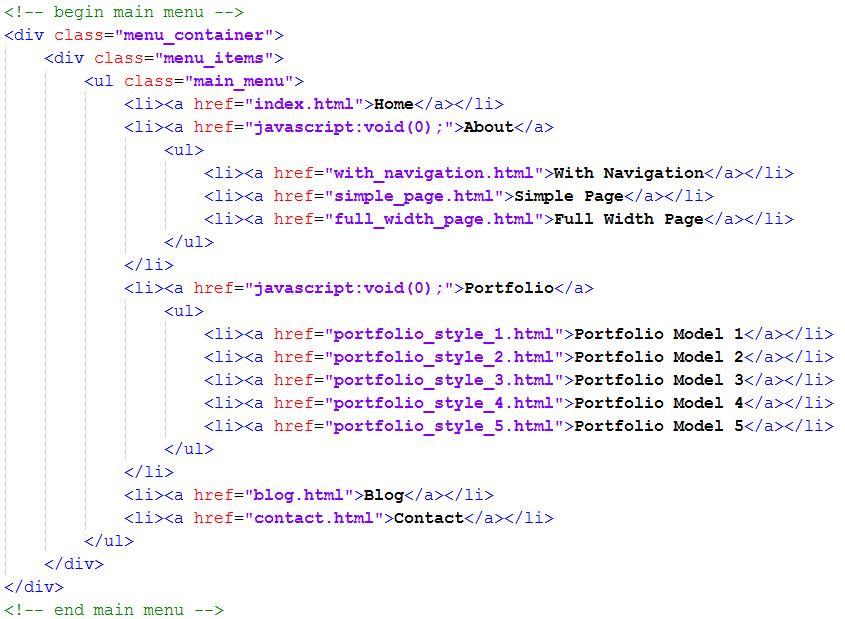 <!-- begin main menu -->
<div class="menu_container">
    <div class="menu_items">
        <ul class="main_menu">
            <li><a href="index.html">Home</a></li>
            <li><a href="javascript:void(0);">About</a>
                <ul>
                    <li><a href="with_navigation.html">With Navigation</a></li>
                    <li><a href="simple_page.html">Simple Page</a></li>
                    <li><a href="full_width_page.html">Full Width Page</a></li>
                </ul>
            </li>
            <li><a href="javascript:void(0);">Portfolio</a>
                <ul>
                    <li><a href="portfolio_style_1.html">Portfolio Model 1</a></li>
                    <li><a href="portfolio_style_2.html">Portfolio Model 2</a></li>
                    <li><a href="portfolio_style_3.html">Portfolio Model 3</a></li>
                    <li><a href="portfolio_style_4.html">Portfolio Model 4</a></li>
                    <li><a href="portfolio_style_5.html">Portfolio Model 5</a></li>
                </ul>
            </li>
            <li><a href="blog.html">Blog</a></li>
            <li><a href="contact.html">Contact</a></li>
        </ul>
    </div>
</div>
<!-- end main menu -->